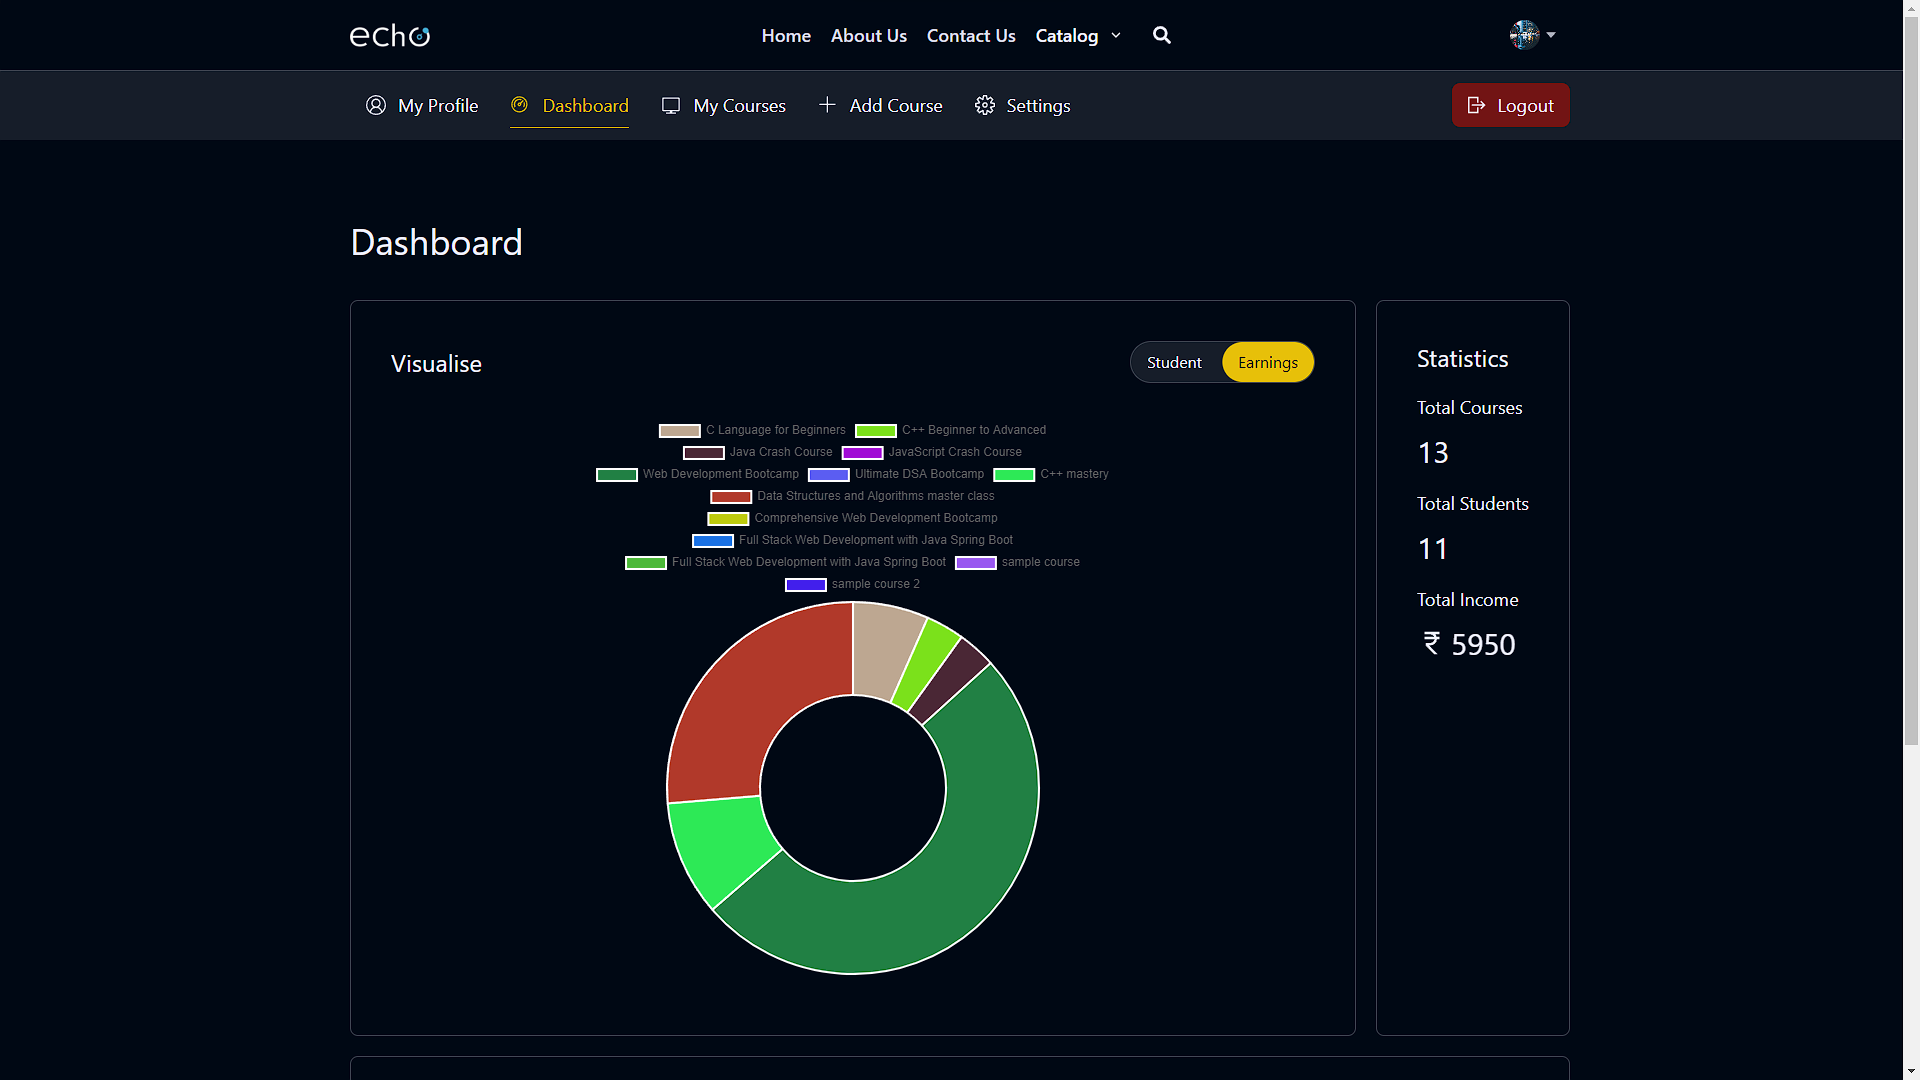 echo
Home About Us Contact Us Catalog
My Profile Dashboard My Courses Add Course Settings Logout
Dashboard
Visualise
Student Earnings
C Language for Beginners C++ Beginner to Advanced
Java Crash Course JavaScript Crash Course
Web Development Bootcamp Ultimate DSA Bootcamp C++ mastery
Data Structures and Algorithms master class
Comprehensive Web Development Bootcamp
Full Stack Web Development with Java Spring Boot
Full Stack Web Development with Java Spring Boot sample course
sample course 2
Statistics
Total Courses
13
Total Students
11
Total Income
₹ 5950